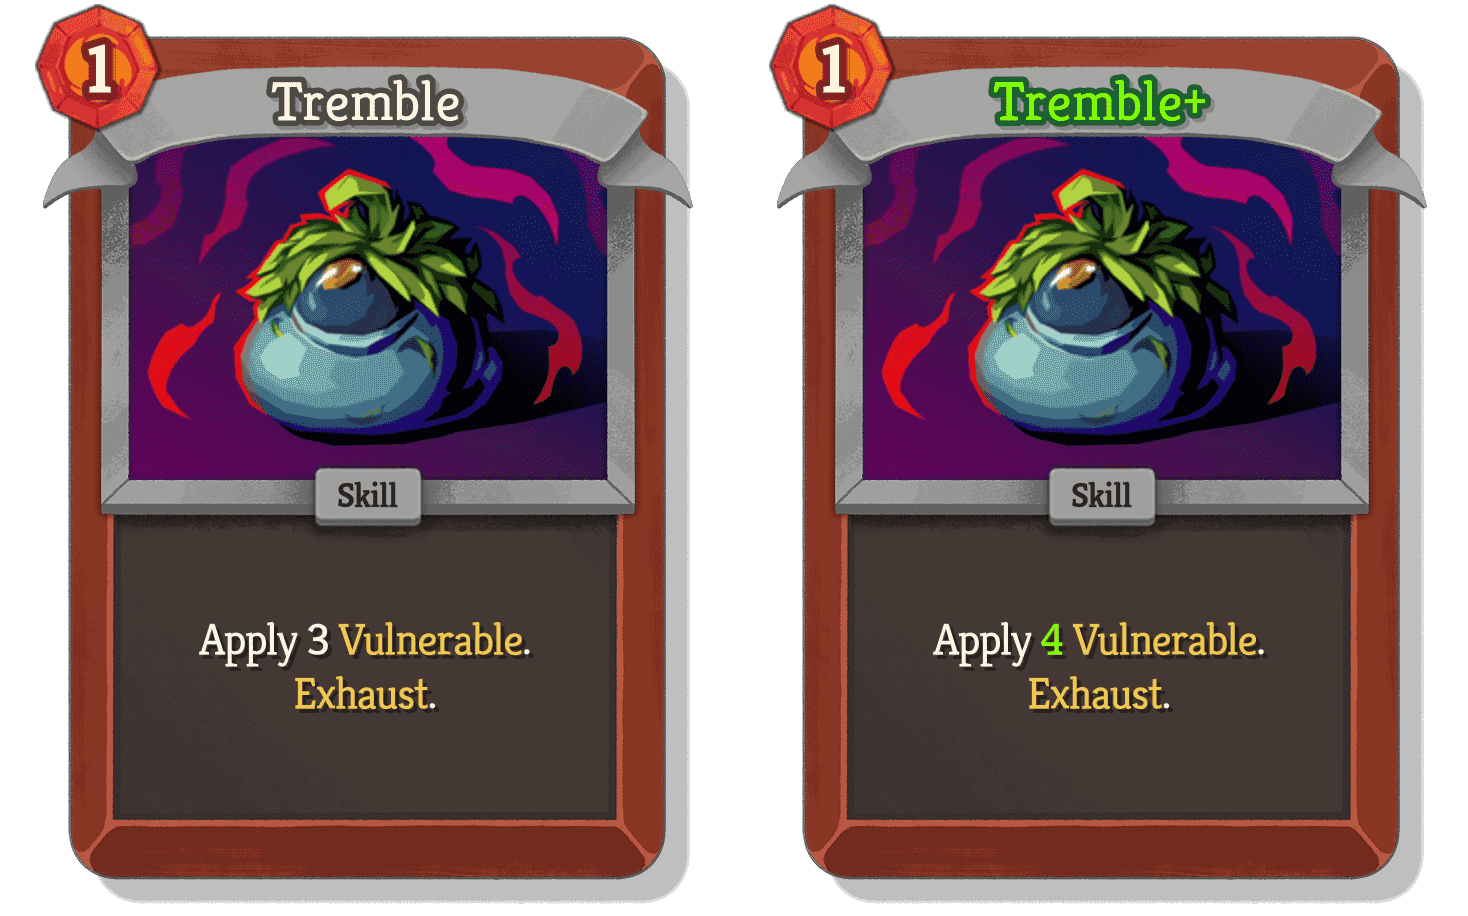 1
Tremble
Skill
Apply 3 Vulnerable.
Exhaust.
1
Tremble+
Skill
Apply 4 Vulnerable.
Exhaust.